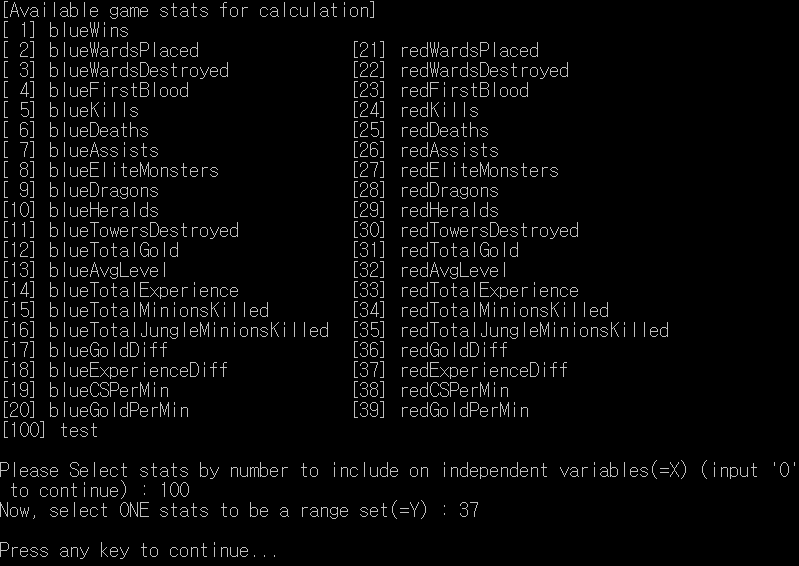 [Available game stats for calculation]
[ 1] blueWins
[ 2] blueWardsPlaced [21] redWardsPlaced
[ 3] blueWardsDestroyed [22] redWardsDestroyed
[ 4] blueFirstBlood [23] redFirstBlood
[ 5] blueKills [24] redKills
[ 6] blueDeaths [25] redDeaths
[ 7] blueAssists [26] redAssists
[ 8] blueEliteMonsters [27] redEliteMonsters
[ 9] blueDragons [28] redDragons
[10] blueHeralds [29] redHeralds
[11] blueTowersDestroyed [30] redTowersDestroyed
[12] blueTotalGold [31] redTotalGold
[13] blueAvgLevel [32] redAvgLevel
[14] blueTotalExperience [33] redTotalExperience
[15] blueTotalMinionsKilled [34] redTotalMinionsKilled
[16] blueTotalJungleMinionsKilled [35] redTotalJungleMinionsKilled
[17] blueGoldDiff [36] redGoldDiff
[18] blueExperienceDiff [37] redExperienceDiff
[19] blueCSPerMin [38] redCSPerMin
[20] blueGoldPerMin [39] redGoldPerMin
[100] test
Please Select stats by number to include on independent variables(=X) (input '0'
to continue) : 100
Now, select ONE stats to be a range set(=Y) : 37
Press any key to continue...